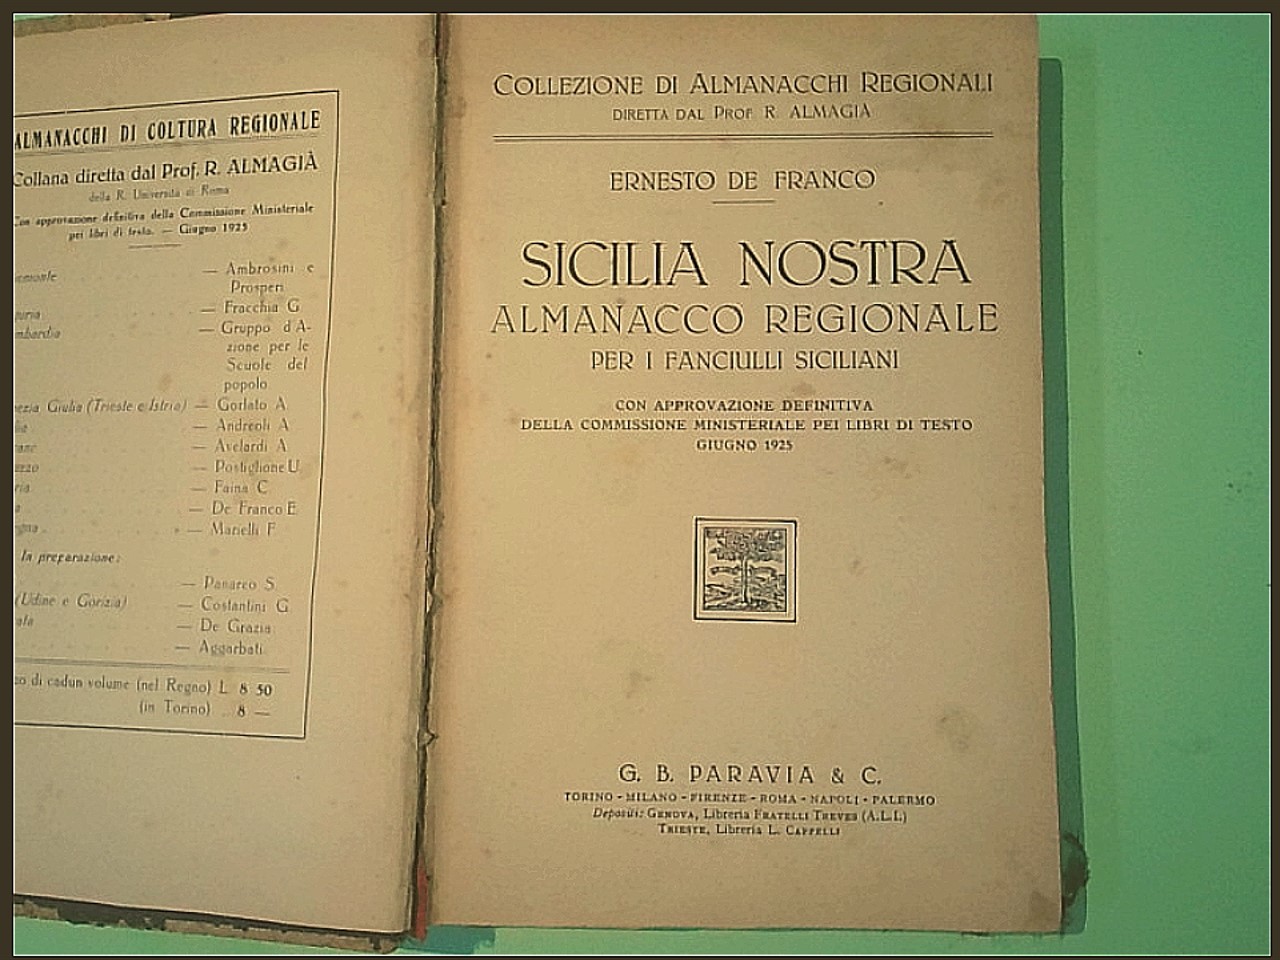 ALMANACCHI DI COLTURA REGIONALE
Collana diretta dal Prof. R. ALMAGIÀ
della R. Università di Roma
Con approvazione definitiva della Commissione Ministeriale
pei libri di testo. — Giugno 1925
— Ambrosini e
Prosperi
— Fracchia G
— Gruppo d'A-
zione per le
Scuole del
popolo
Giulia (Trieste e Istria) — Gorlato A
— Andreoli A
— Avelardi A
— Postiglione U.
— Faina C
— De Franco E
— Marielli F
In preparazione:
— Panareo S
(Udine e Gorizia) — Costantini G
— De Grazia
— Aggarbati
di cadun volume (nel Regno) L 8 50
(in Torino) 8 —
COLLEZIONE DI ALMANACCHI REGIONALI
DIRETTA DAL PROF. R. ALMAGIÀ
ERNESTO DE FRANCO
SICILIA NOSTRA
ALMANACCO REGIONALE
PER I FANCIULLI SICILIANI
CON APPROVAZIONE DEFINITIVA
DELLA COMMISSIONE MINISTERIALE PEI LIBRI DI TESTO
GIUGNO 1925
G. B. PARAVIA & C.
TORINO - MILANO - FIRENZE - ROMA - NAPOLI - PALERMO
Depositi: GENOVA, Libreria FRATELLI TREVES (A.L.I.)
TRIESTE, Libreria L. CAPPELLI